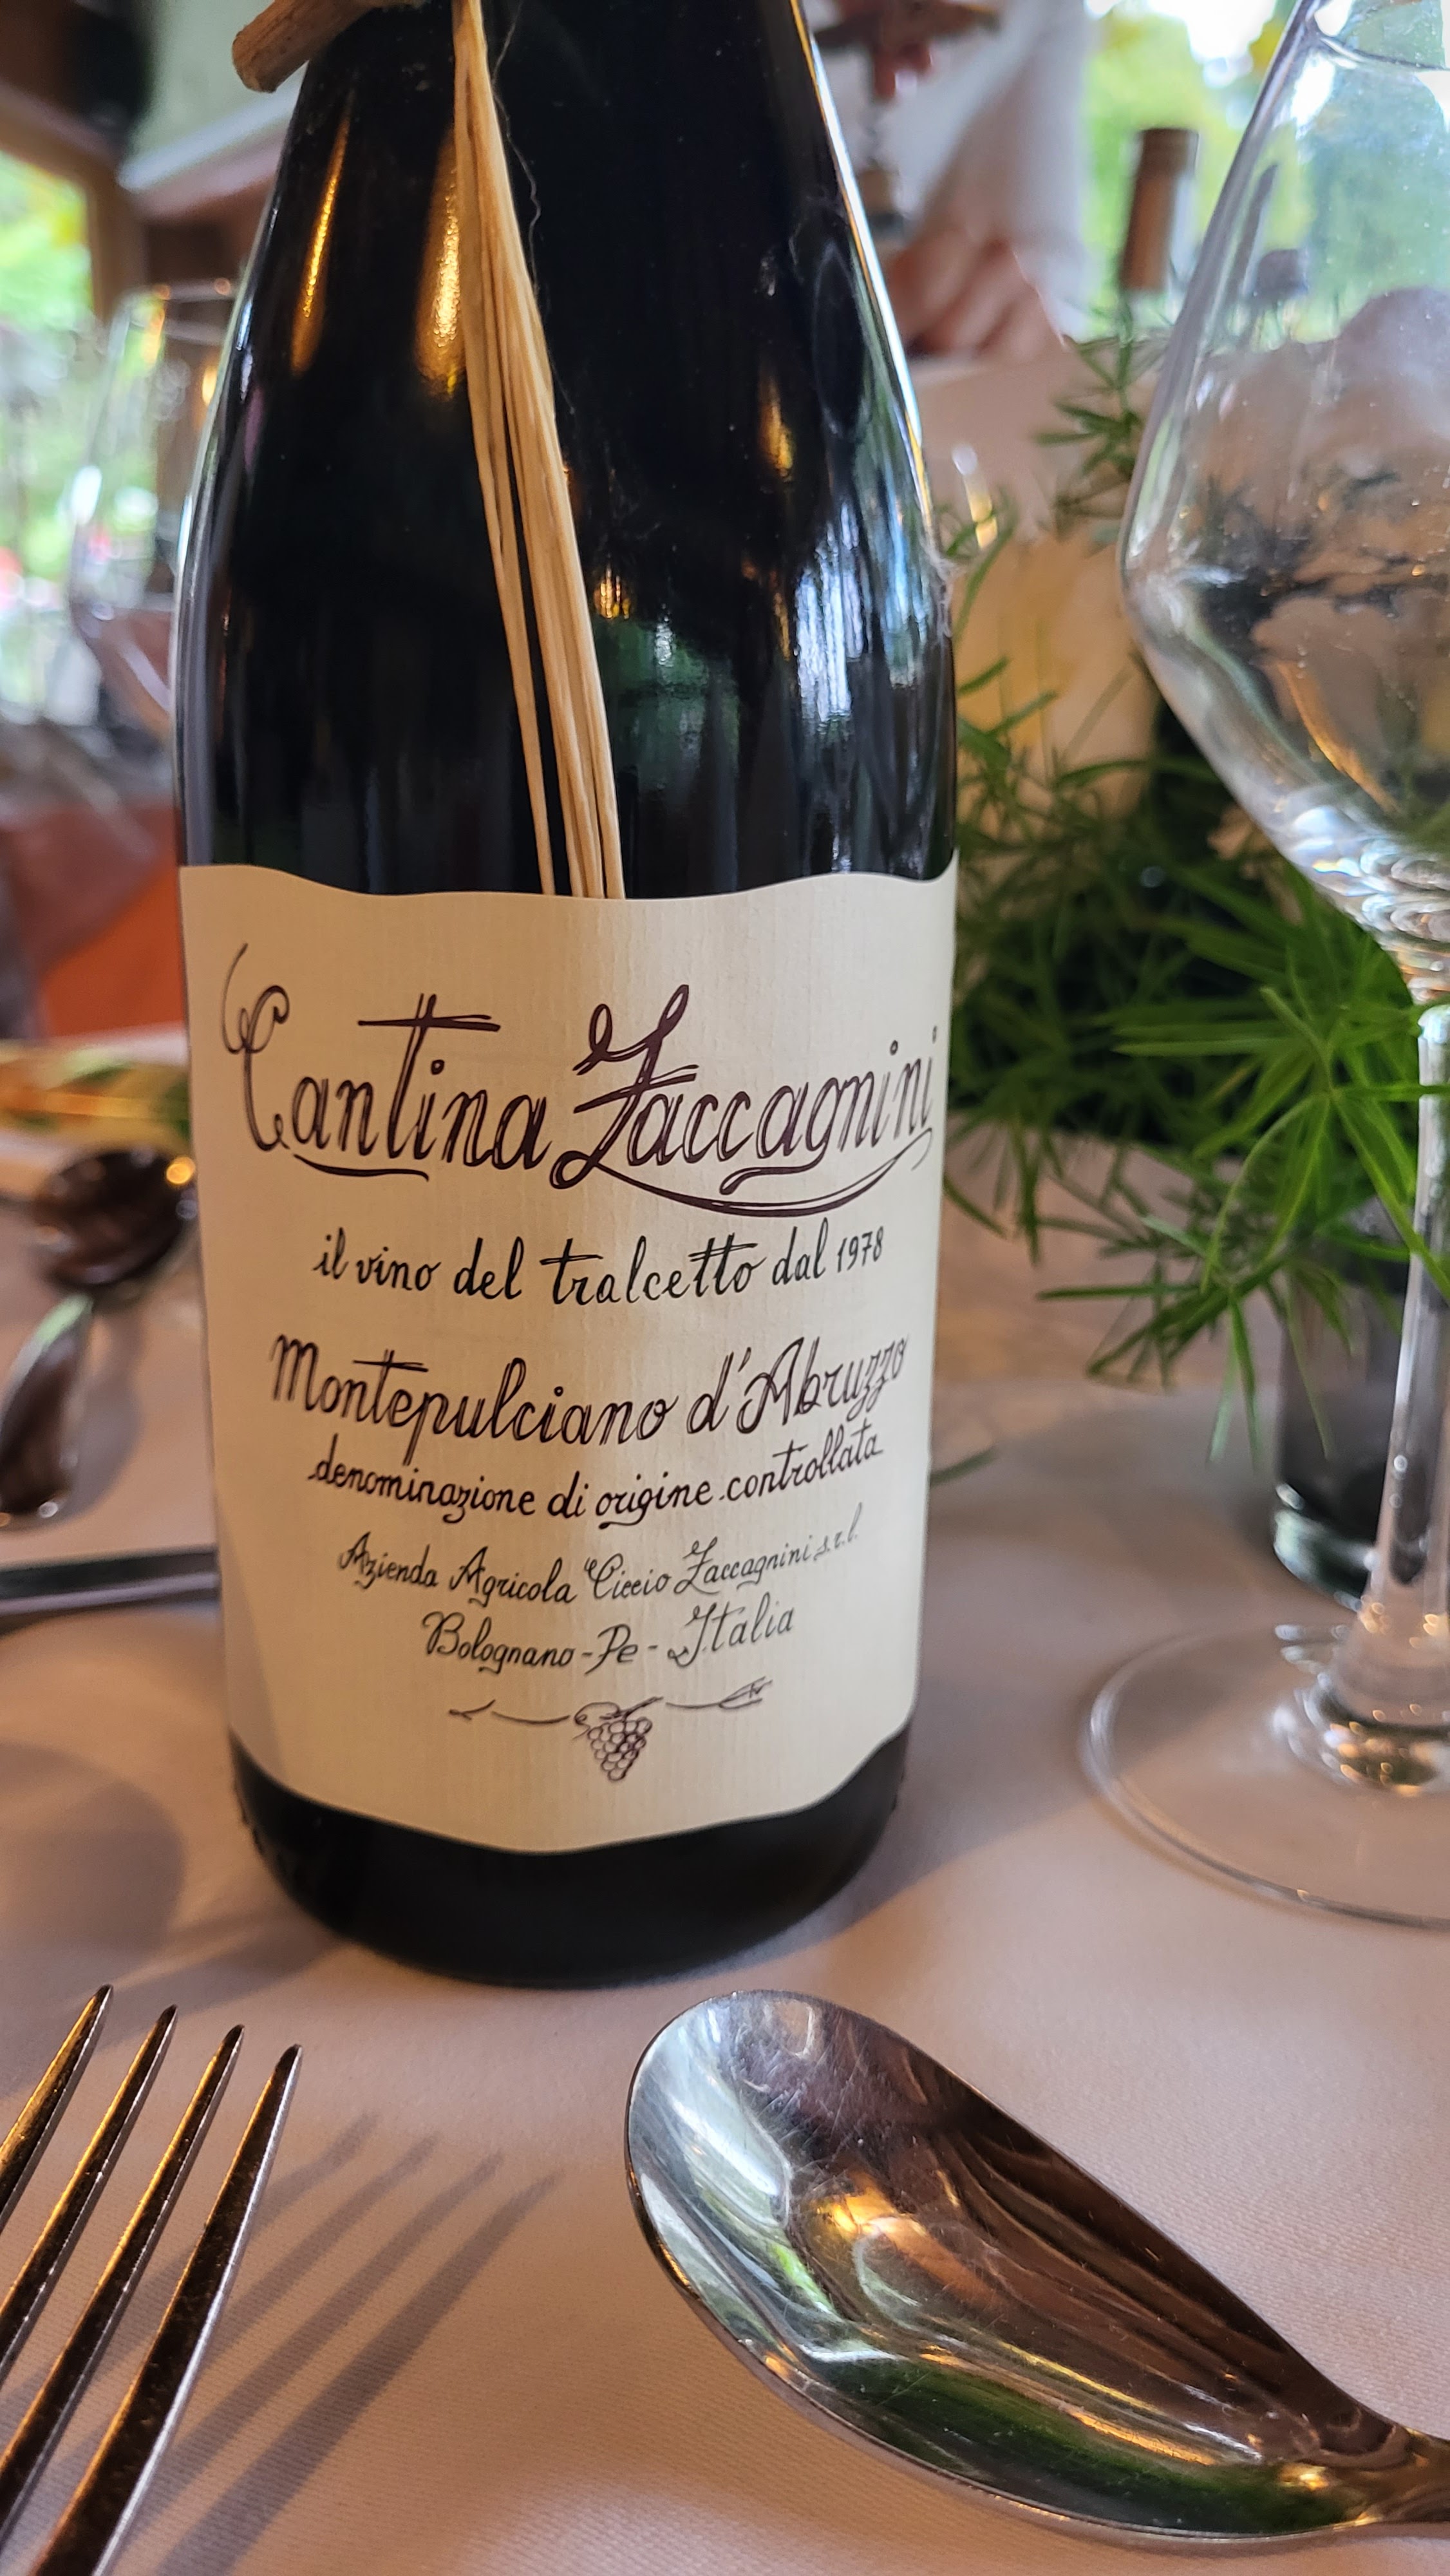 Cantina Zaccagnini
il vino del tralcetto dal 1978
Montepulciano d'Abruzzo
denominazione di origine controllata
Azienda Agricola Ciccio Zaccagnini s.r.l.
Bolognano - Pe - Italia